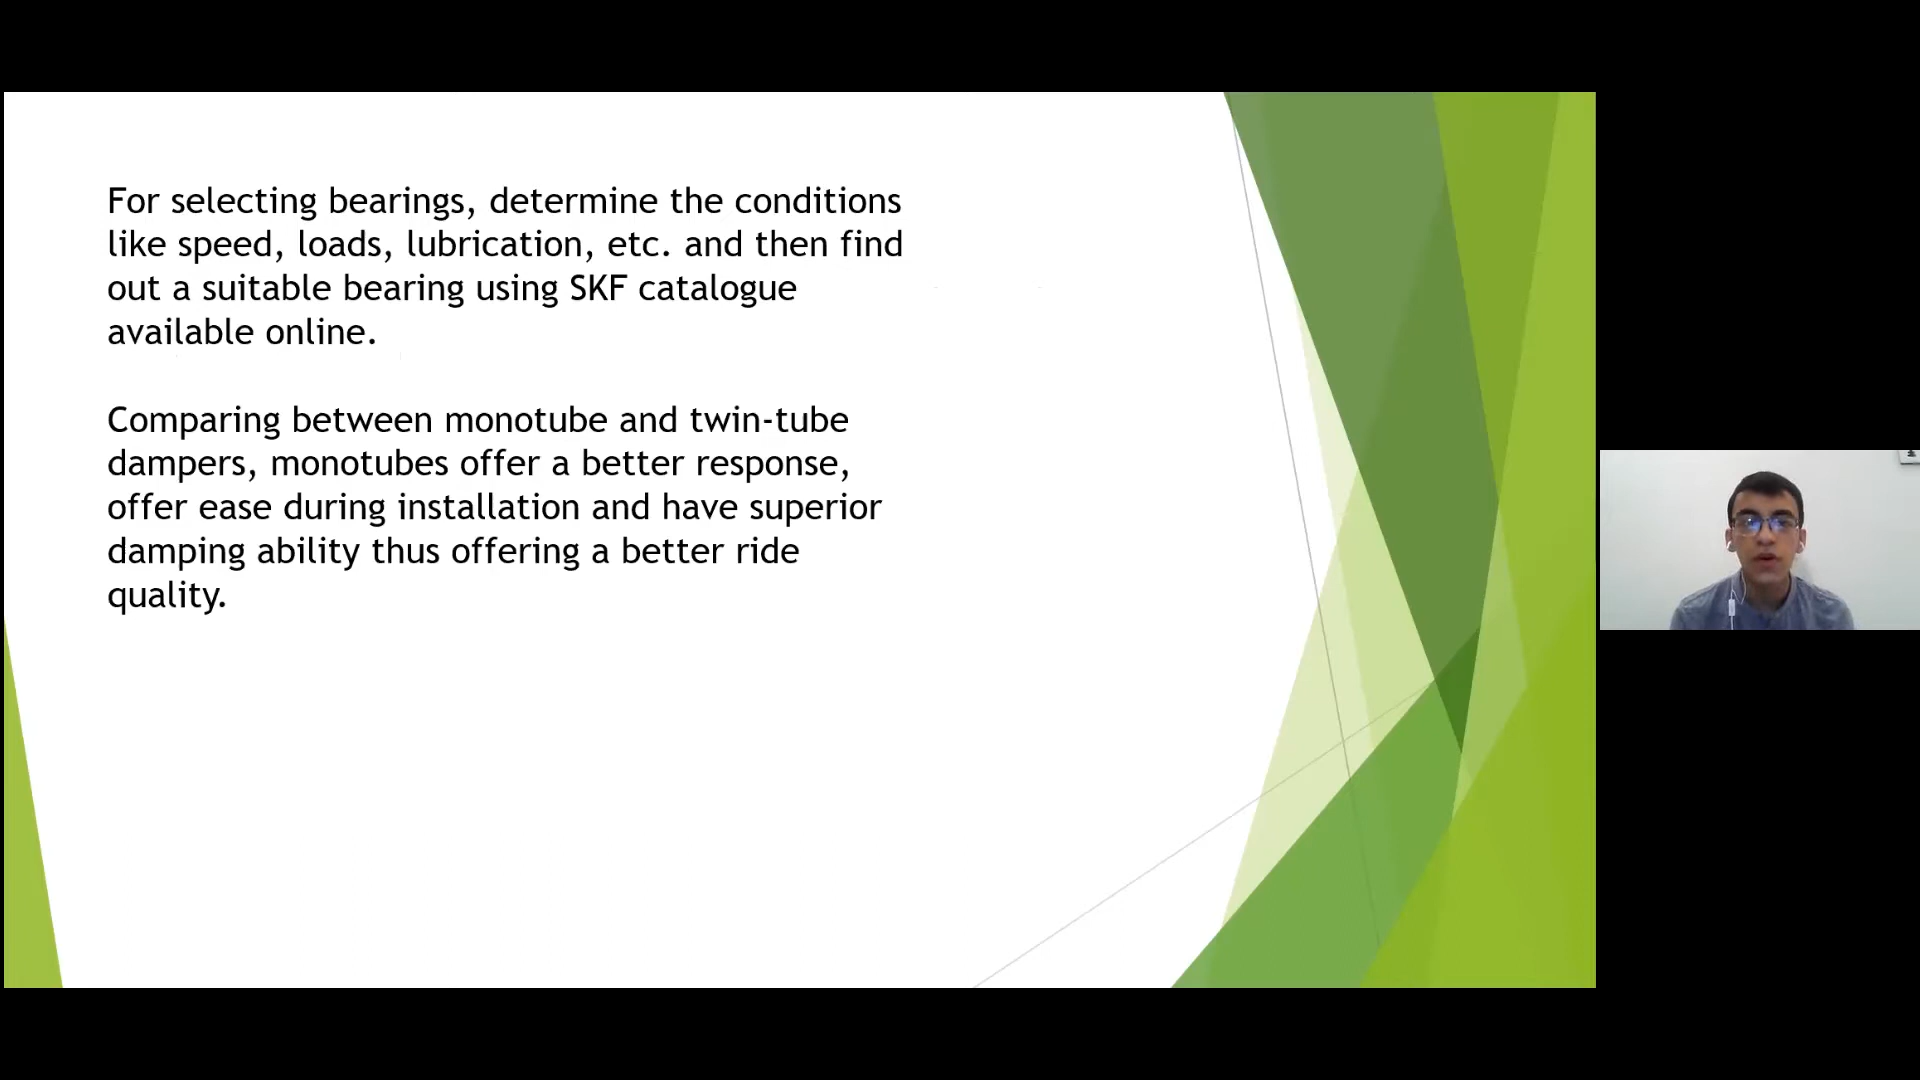 For selecting bearings, determine the conditions
like speed, loads, lubrication, etc. and then find
out a suitable bearing using SKF catalogue
available online.
Comparing between monotube and twin-tube
dampers, monotubes offer a better response,
offer ease during installation and have superior
damping ability thus offering a better ride
quality.